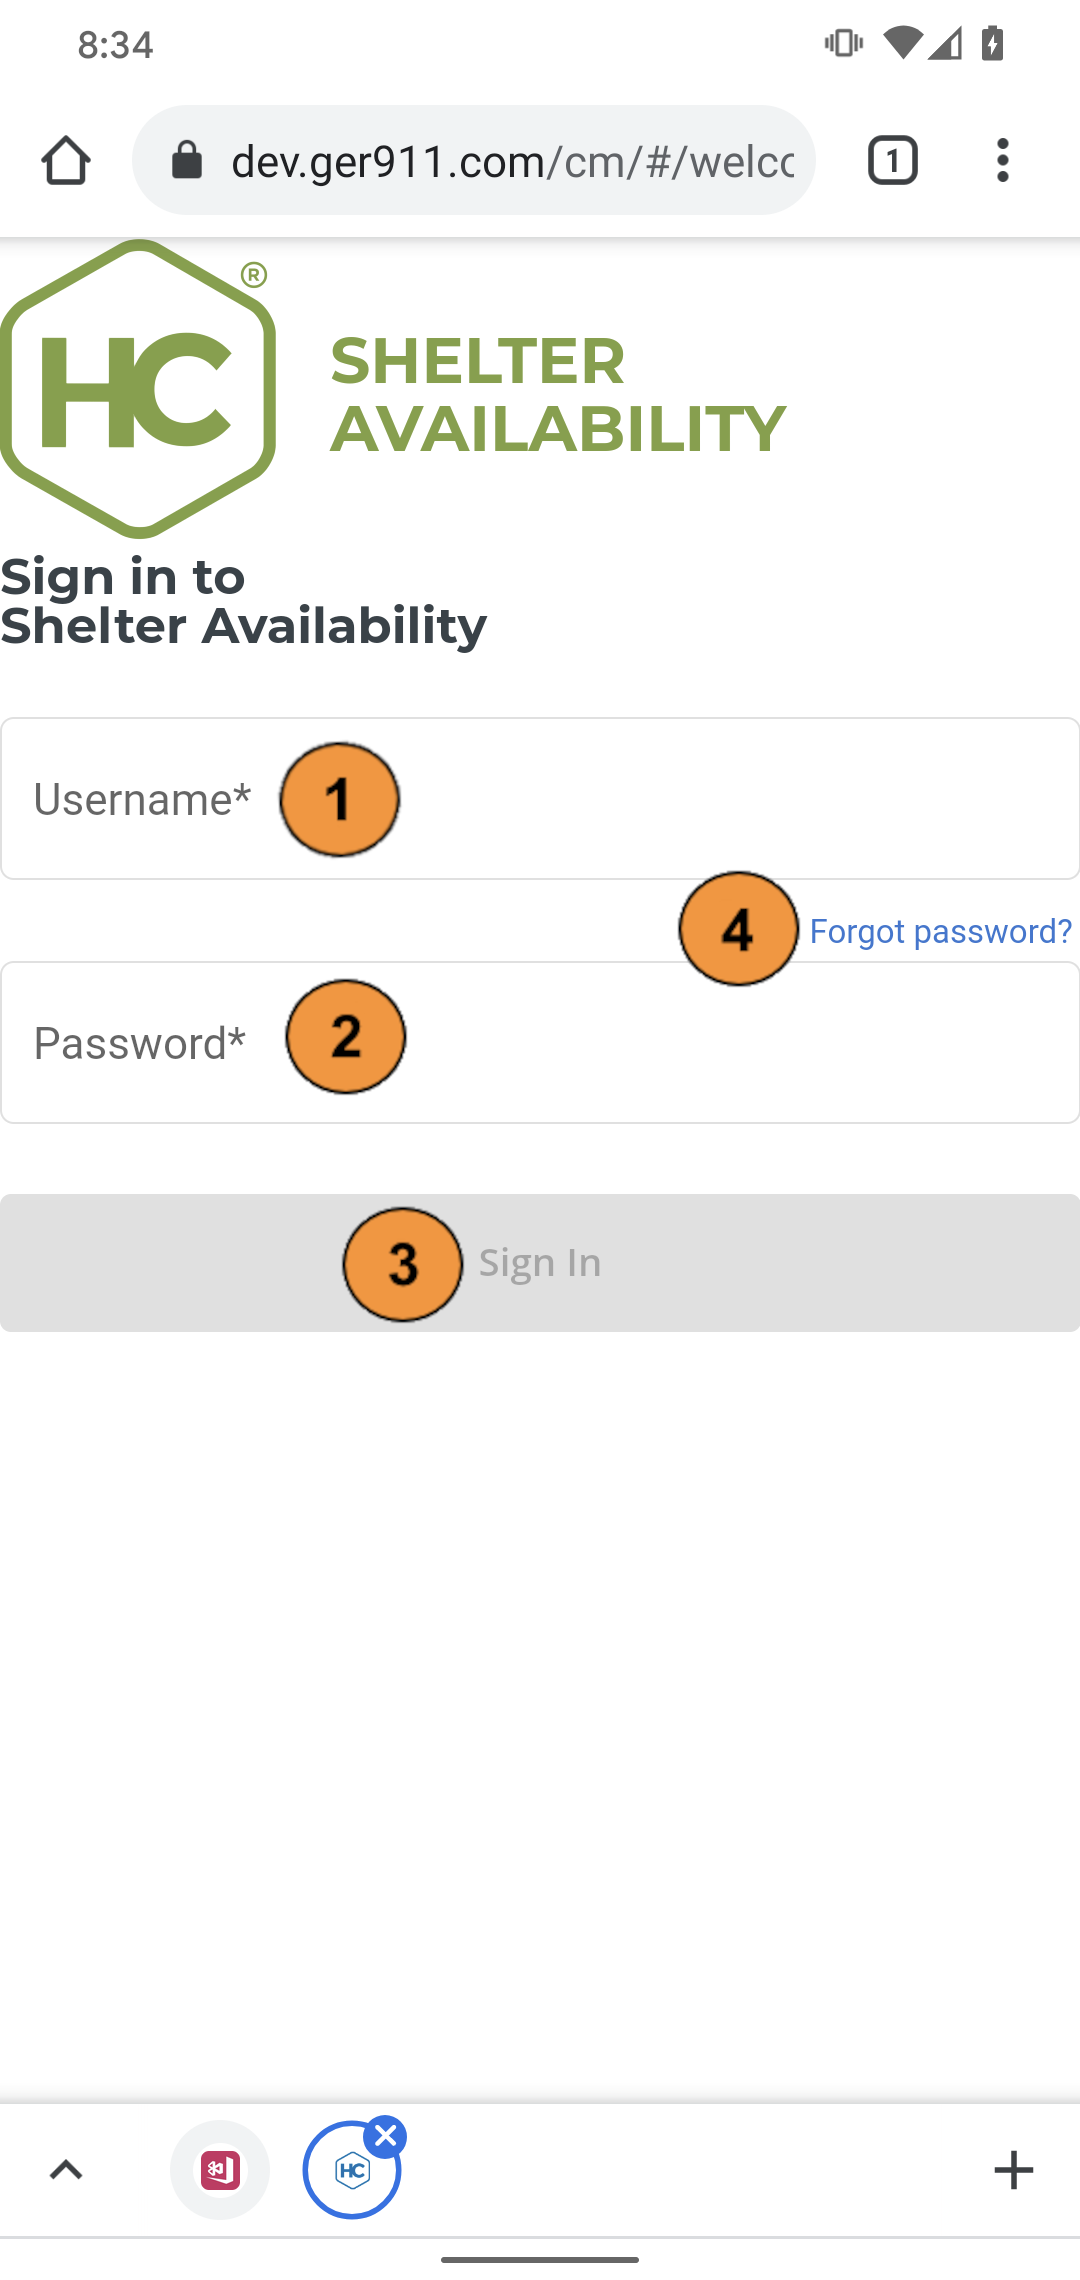 8:34
dev.ger911.com/cm/#/welcc
1
®
HC
SHELTER
AVAILABILITY
Sign in to
Shelter Availability
Username*
1
4
Forgot password?
Password*
2
3
Sign In
HC